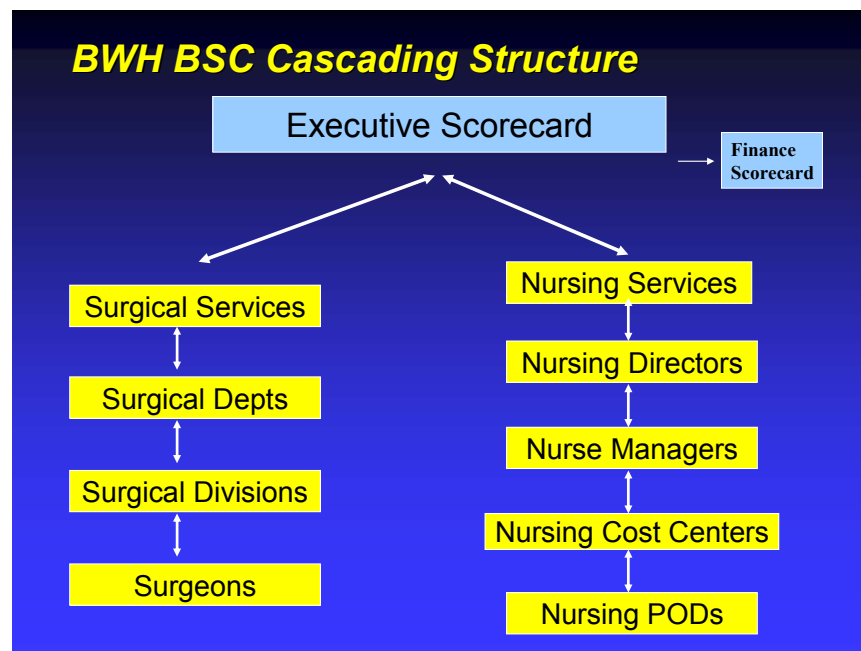 BWH BSC Cascading Structure
Executive Scorecard
Finance
Scorecard
Surgical Services
Surgical Depts
Surgical Divisions
Surgeons
Nursing Services
Nursing Directors
Nurse Managers
Nursing Cost Centers
Nursing PODs